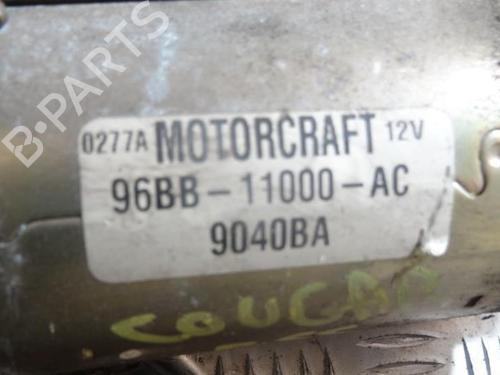 B-PARTS
0277A MOTORCRAFT 12V
96BB-11000-AC
9040BA
COUGAR